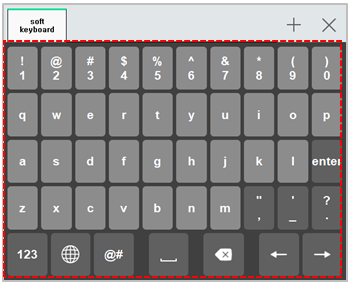 soft
keyboard
! @ # $ % ^ & * ( )
1 2 3 4 5 6 7 8 9 0
q w e r t y u i o p
a s d f g h j k l enter
z x c v b n m " ' ?
, _ .
123 @#